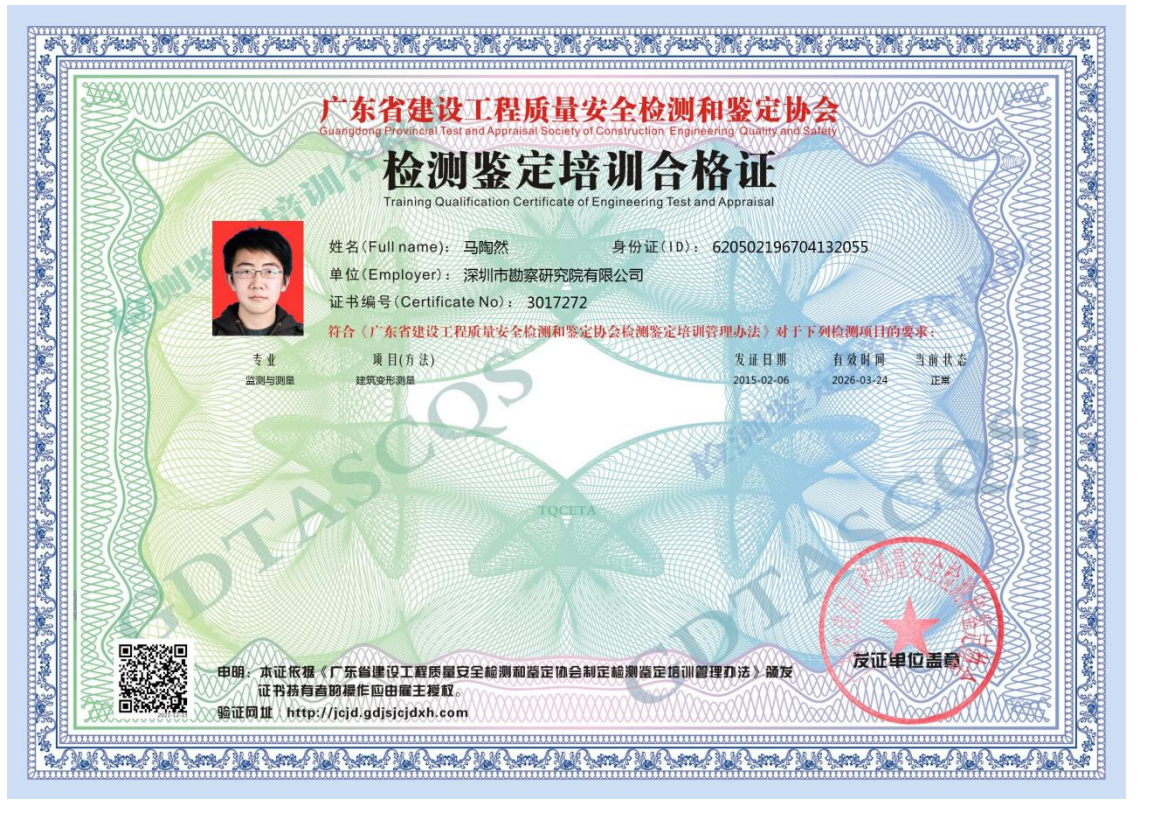 广东省建设工程质量安全检测和鉴定协会
Guangdong Provincial Test and Appraisal Society of Construction Engineering Quality and Safety
检测鉴定培训合格证
Training Qualification Certificate of Engineering Test and Appraisal
姓名(Full name): 马陶然 身份证(ID): 620502196704132055
单位(Employer): 深圳市勘察研究院有限公司
证书编号(Certificate No): 3017272
符合《广东省建设工程质量安全检测和鉴定协会检测鉴定培训管理办法》对于下列检测项目的要求:
专业 项目(方法) 发证日期 有效时间 当前状态
监测与测量 建筑变形测量 2015-02-06 2026-03-24 正常
TQCETA
GDTASCQS
GDTASCQS
发证单位盖章
申明: 本证依据《广东省建设工程质量安全检测和鉴定协会制定检测鉴定培训管理办法》颁发
证书持有者的操作应由雇主授权。
验证网址: http://jcjd.gdjsjcjdxh.com